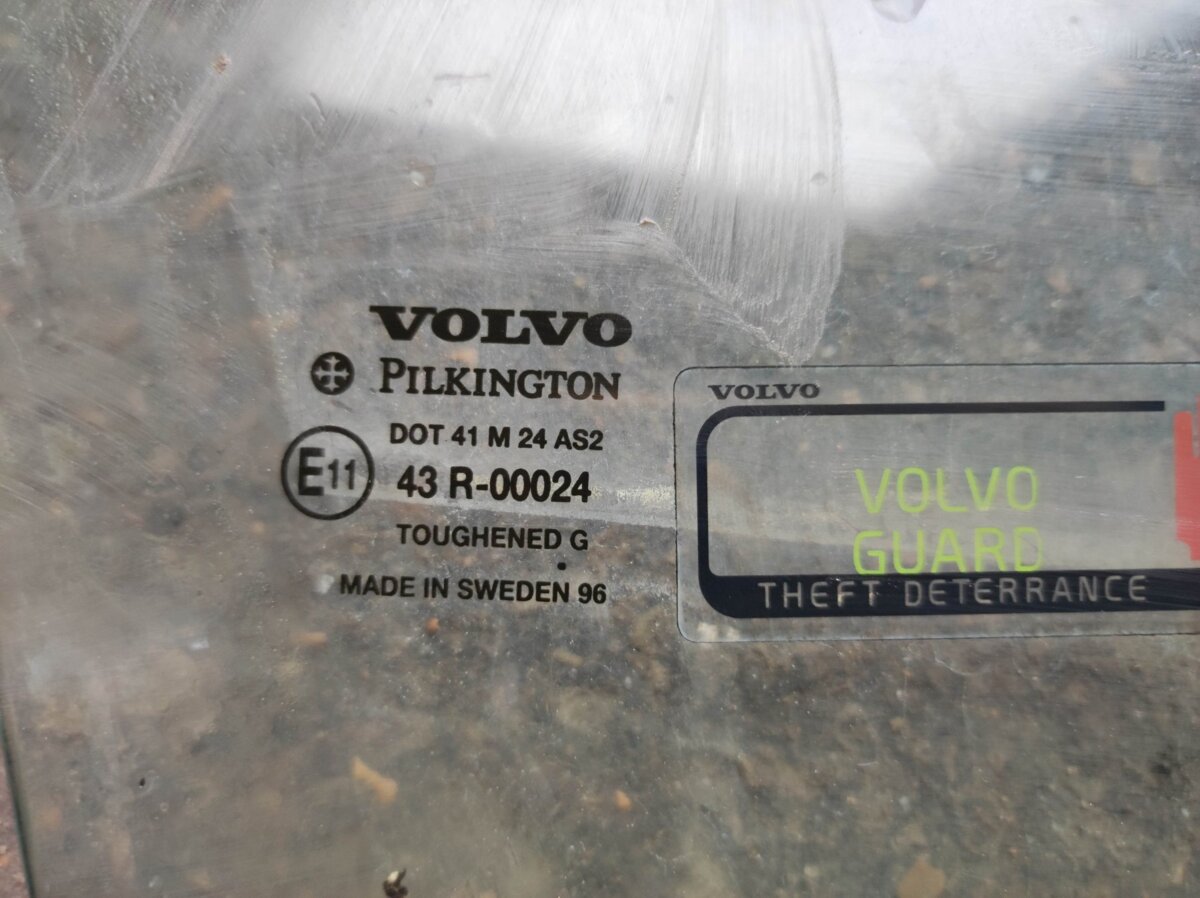 VOLVO
PILKINGTON
DOT 41 M 24 AS2
E11
43 R-00024
TOUGHENED G
MADE IN SWEDEN 96
VOLVO
VOLVO
GUARD
THEFT DETERRANCE